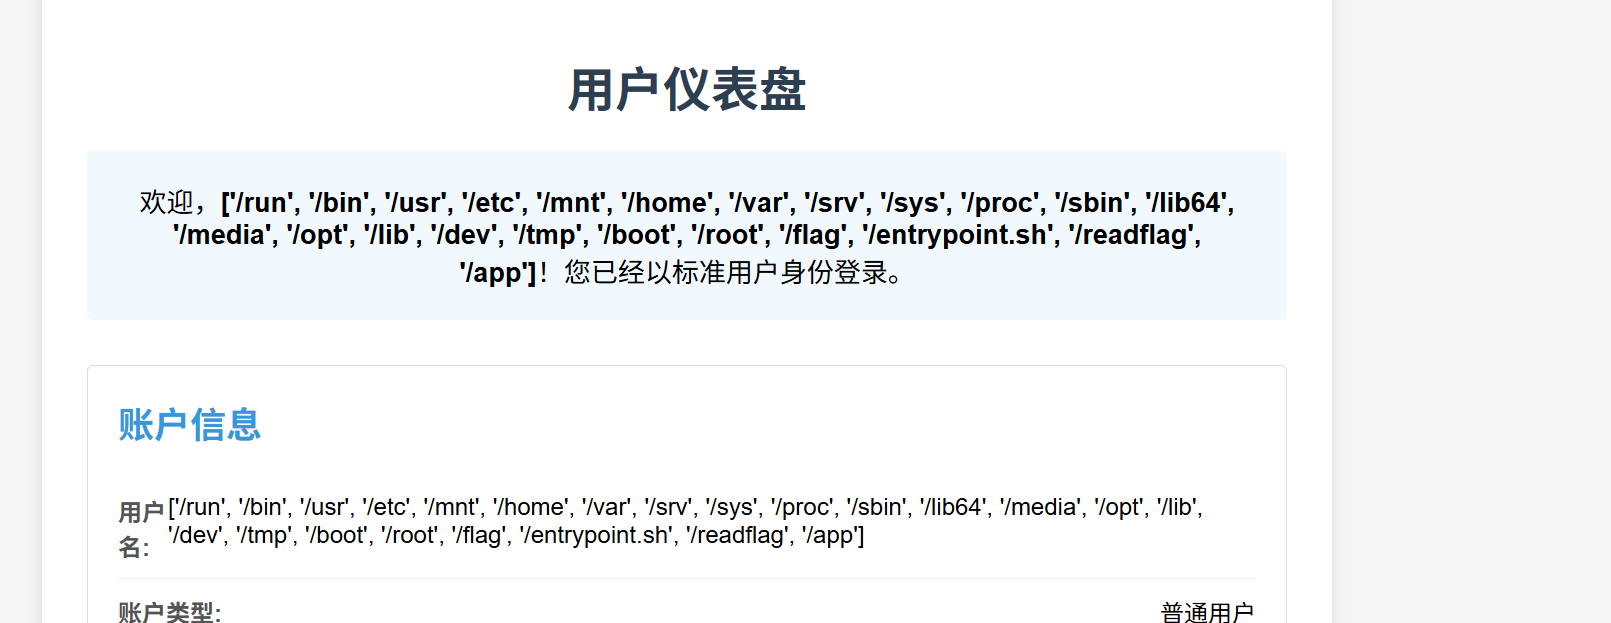 用户仪表盘
欢迎，['/run', '/bin', '/usr', '/etc', '/mnt', '/home', '/var', '/srv', '/sys', '/proc', '/sbin', '/lib64',
'/media', '/opt', '/lib', '/dev', '/tmp', '/boot', '/root', '/flag', '/entrypoint.sh', '/readflag',
'/app']！您已经以标准用户身份登录。
账户信息
用户名: ['/run', '/bin', '/usr', '/etc', '/mnt', '/home', '/var', '/srv', '/sys', '/proc', '/sbin', '/lib64', '/media', '/opt', '/lib',
'/dev', '/tmp', '/boot', '/root', '/flag', '/entrypoint.sh', '/readflag', '/app']
账户类型: 普通用户